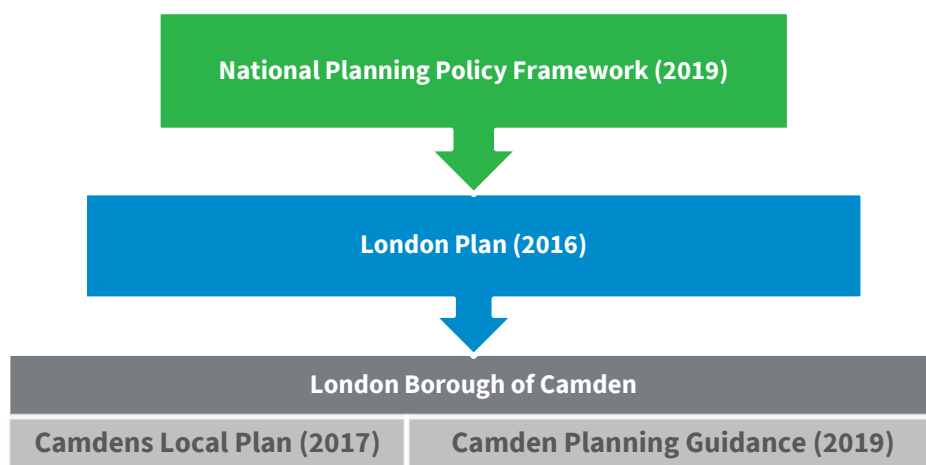 National Planning Policy Framework (2019)
London Plan (2016)
London Borough of Camden
Camdens Local Plan (2017)
Camden Planning Guidance (2019)